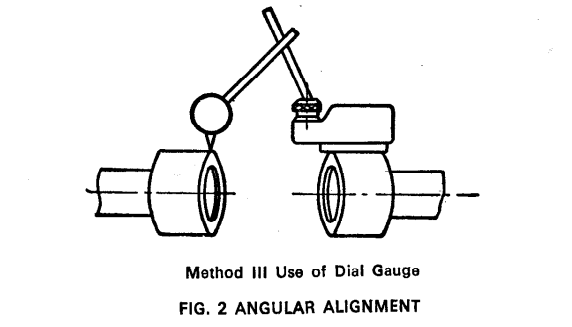 Method III Use of Dial Gauge
FIG. 2 ANGULAR ALIGNMENT